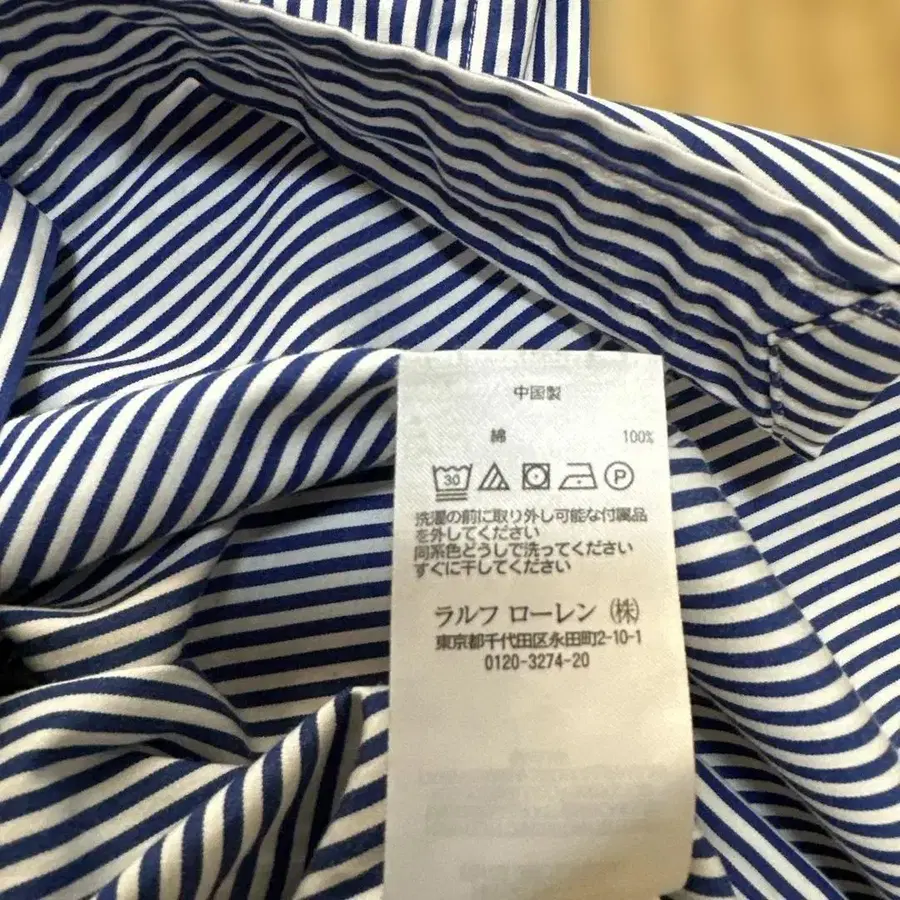 中国製
綿 100%
30 P
洗濯の前に取り外し可能な付属品
を外してください
同系色どうしで洗ってください
すぐに干してください
ラルフ ローレン (株)
東京都千代田区永田町2-10-1
0120-3274-20